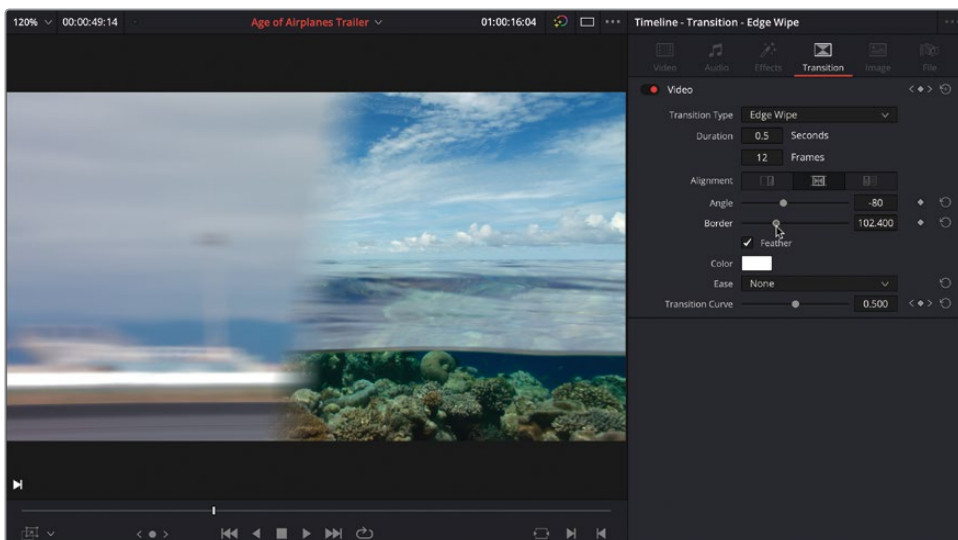 120% 00:00:49:14 Age of Airplanes Trailer 01:00:16:04 Timeline - Transition - Edge Wipe
Video Audio Effects Transition Image File
Video
Transition Type Edge Wipe
Duration 0.5 Seconds
12 Frames
Alignment
Angle -80
Border 102.400
Feather
Color
Ease None
Transition Curve 0.500